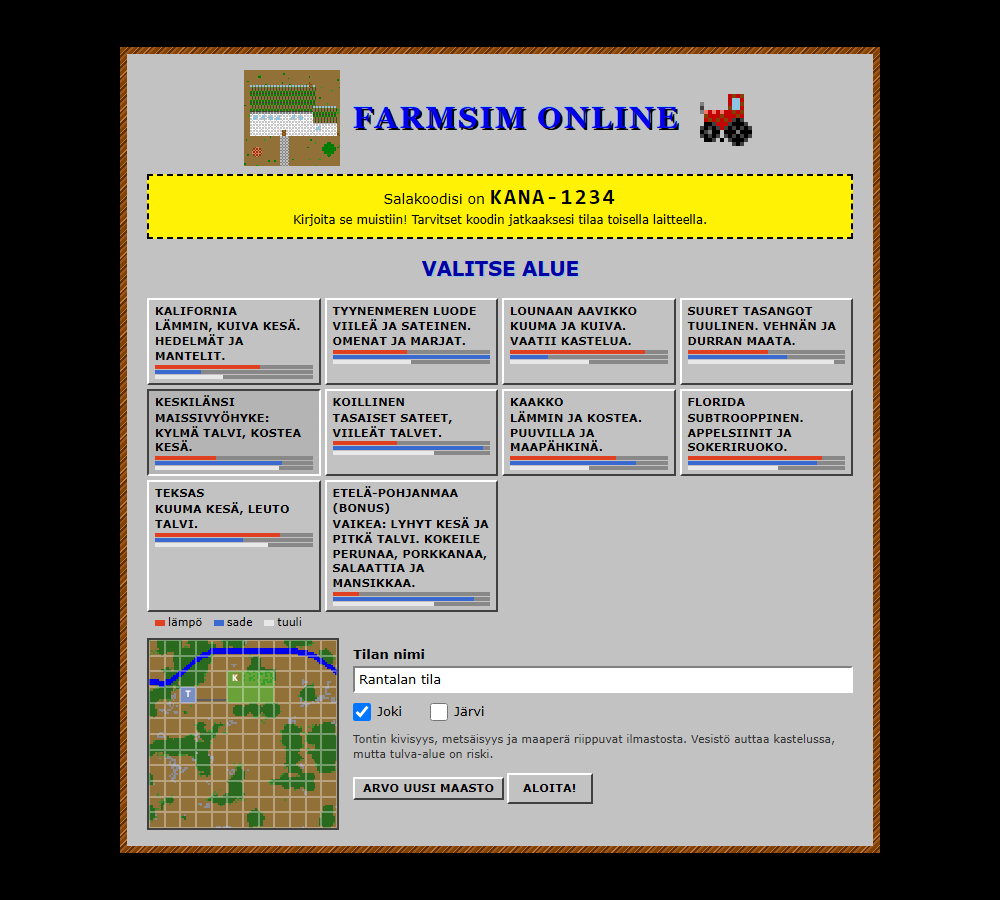 FARMSIM ONLINE
Salakoodisi on KANA-1234
Kirjoita se muistiin! Tarvitset koodin jatkaaksesi tilaa toisella laitteella.
VALITSE ALUE
KALIFORNIA
LÄMMIN, KUIVA KESÄ.
HEDELMÄT JA
MANTELIT.
TYYNENMEREN LUODE
VIILEÄ JA SATEINEN.
OMENAT JA MARJAT.
LOUNAAN AAVIKKO
KUUMA JA KUIVA.
VAATII KASTELUA.
SUURET TASANGOT
TUULINEN. VEHNÄN JA
DURRAN MAATA.
KESKILÄNSI
MAISSIVYÖHYKE:
KYLMÄ TALVI, KOSTEA
KESÄ.
KOILLINEN
TASAISET SATEET,
VIILEÄT TALVET.
KAAKKO
LÄMMIN JA KOSTEA.
PUUVILLA JA
MAAPÄHKINÄ.
FLORIDA
SUBTROOPPINEN.
APPELSIINIT JA
SOKERIRUOKO.
TEKSAS
KUUMA KESÄ, LEUTO
TALVI.
ETELÄ-POHJANMAA
(BONUS)
VAIKEA: LYHYT KESÄ JA
PITKÄ TALVI. KOKEILE
PERUNAA, PORKKANAA,
SALAATTIA JA
MANSIKKAA.
lämpö sade tuuli
K
T
Tilan nimi
Rantalan tila
Joki Järvi
Tontin kivisyys, metsäisyys ja maaperä riippuvat ilmastosta. Vesistö auttaa kastelussa,
mutta tulva-alue on riski.
ARVO UUSI MAASTO ALOITA!